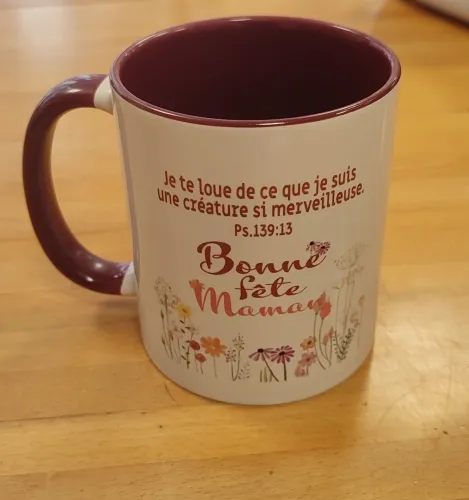 Je te loue de ce que je suis
une créature si merveilleuse.
Ps.139:13
Bonne
fête
Maman